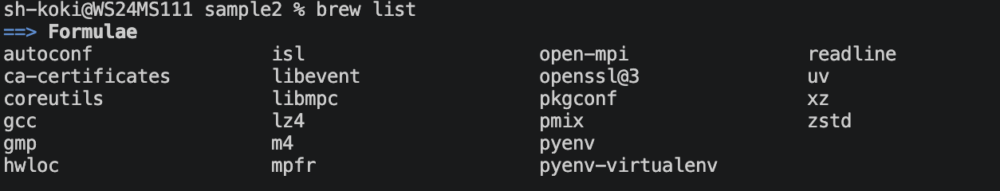 sh-koki@WS24MS111 sample2 % brew list
==> Formulae
autoconf isl open-mpi readline
ca-certificates libevent openssl@3 uv
coreutils libmpc pkgconf xz
gcc lz4 pmix zstd
gmp m4 pyenv
hwloc mpfr pyenv-virtualenv